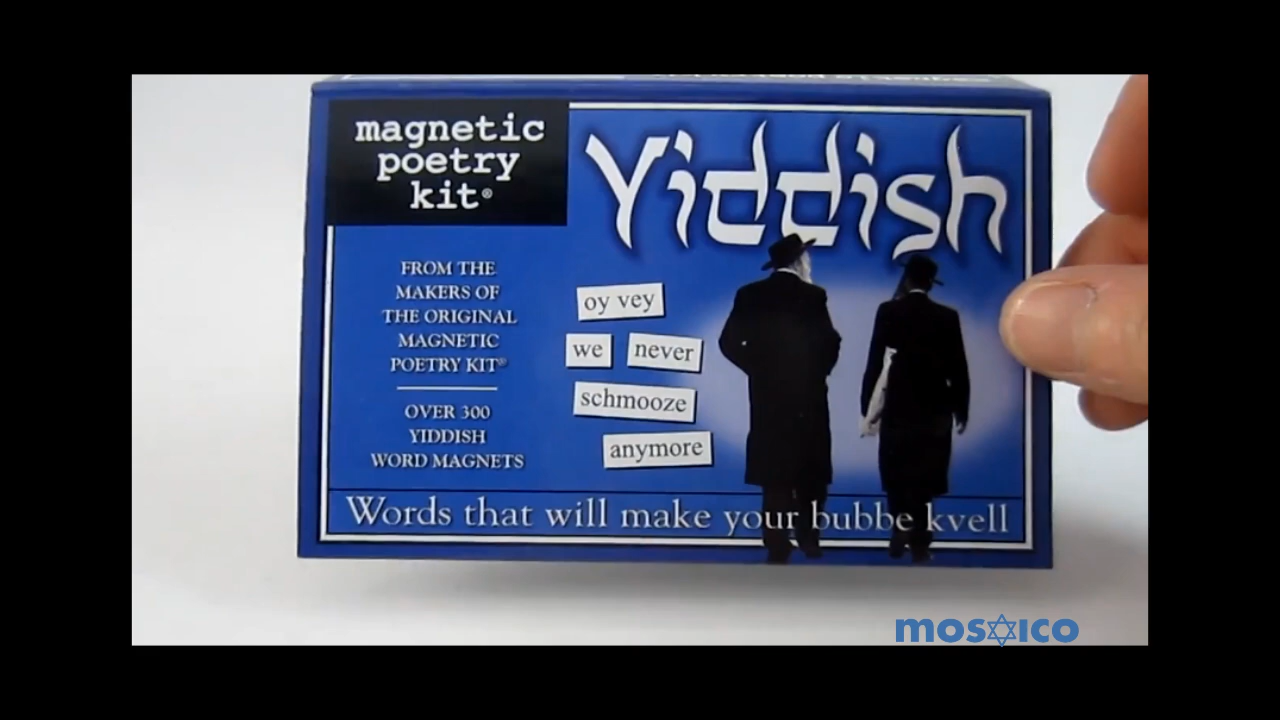 magnetic
poetry
kit®
Yiddish
FROM THE
MAKERS OF
THE ORIGINAL
MAGNETIC
POETRY KIT®
OVER 300
YIDDISH
WORD MAGNETS
oy vey
we never
schmooze
anymore
Words that will make your bubbe kvell
mosaico